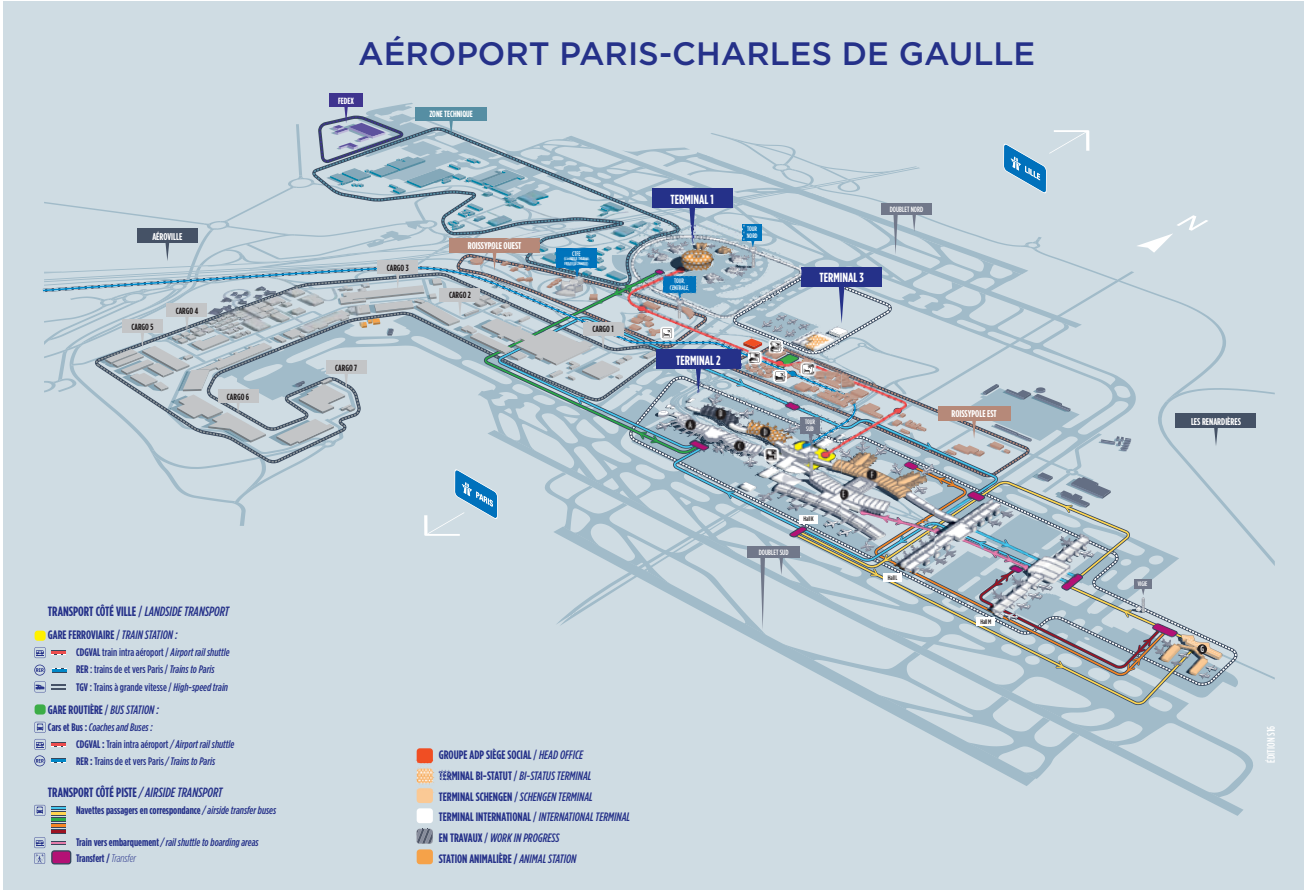 AÉROPORT PARIS-CHARLES DE GAULLE
FEDEX
ZONE TECHNIQUE
LILLE
TERMINAL 1
DOUBLET NORD
N
TOUR
NORD
AÉROVILLE
ROISSYPOLE OUEST
CARGO 3
TERMINAL 3
TOUR
CENTRALE
CARGO 2
CARGO 4
CARGO 5
CARGO 1
TERMINAL 2
CARGO 7
CARGO 6
ROISSYPOLE EST
LES RENARDIÈRES
B
A
D
C
TOUR
SUD
F
E
PARIS
Hall K
DOUBLET SUD
Hall L
VIGIE
Hall M
G
TRANSPORT CÔTÉ VILLE / LANDSIDE TRANSPORT
GARE FERROVIAIRE / TRAIN STATION :
CDGVAL train intra aéroport / Airport rail shuttle
RER RER : trains de et vers Paris / Trains to Paris
TGV : Trains à grande vitesse / High-speed train
GARE ROUTIÈRE / BUS STATION :
Cars et Bus : Coaches and Buses :
CDGVAL : Train intra aéroport / Airport rail shuttle
RER RER : Trains de et vers Paris / Trains to Paris
TRANSPORT CÔTÉ PISTE / AIRSIDE TRANSPORT
Navettes passagers en correspondance / airside transfer buses
Train vers embarquement / rail shuttle to boarding areas
Transfert / Transfer
GROUPE ADP SIÈGE SOCIAL / HEAD OFFICE
TERMINAL BI-STATUT / BI-STATUS TERMINAL
TERMINAL SCHENGEN / SCHENGEN TERMINAL
TERMINAL INTERNATIONAL / INTERNATIONAL TERMINAL
EN TRAVAUX / WORK IN PROGRESS
STATION ANIMALIÈRE / ANIMAL STATION